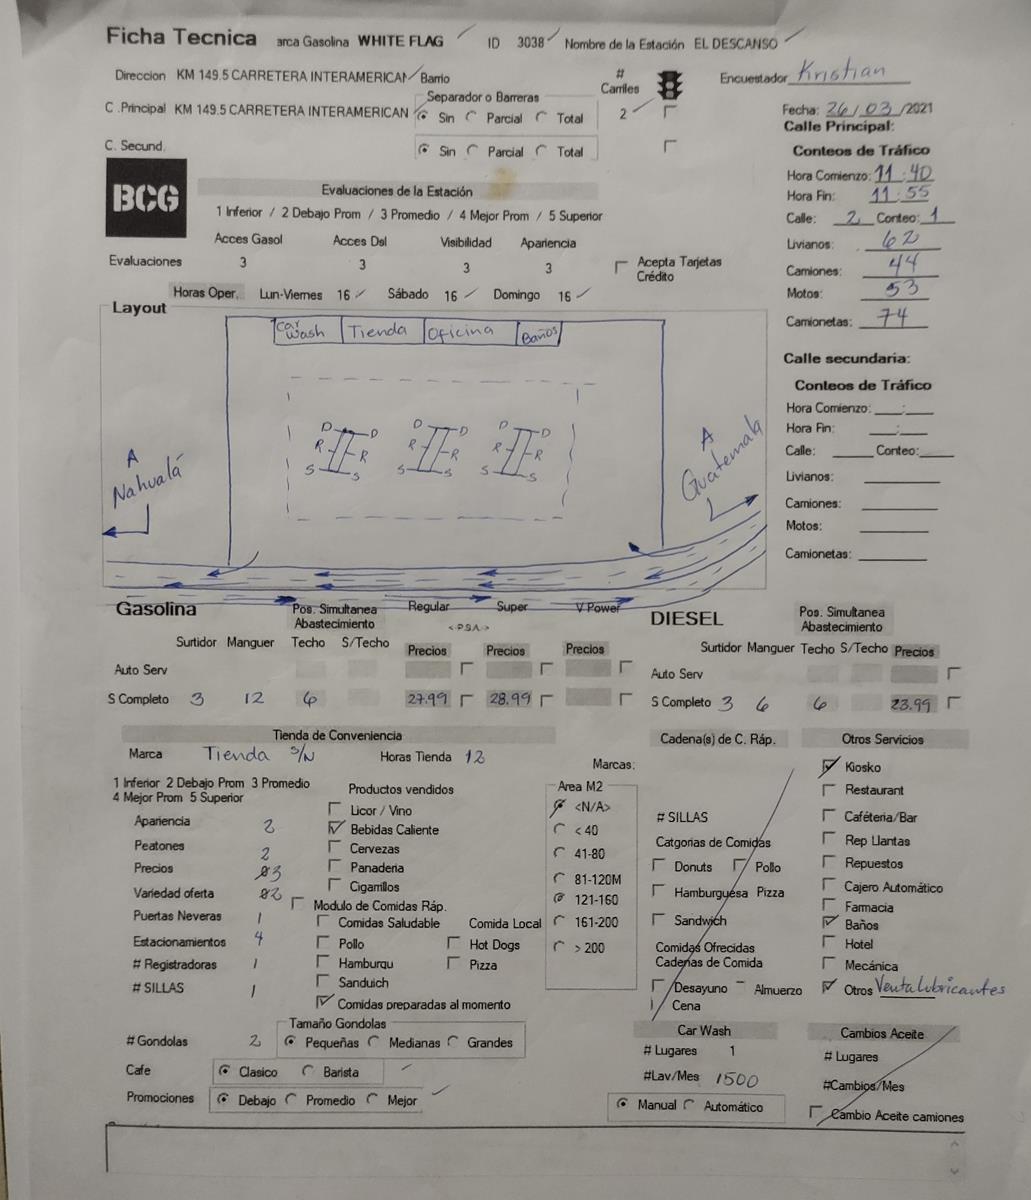 Ficha Tecnica arca Gasolina WHITE FLAG ID 3038 Nombre de la Estación EL DESCANSO
Direccion KM 149.5 CARRETERA INTERAMERICAN Barrio # Carriles Encuestador Kristian
C .Principal KM 149.5 CARRETERA INTERAMERICAN Separador o Barreras Sin Parcial Total 2
C. Secund. Sin Parcial Total
Fecha: 26/03/2021
Calle Principal:
Conteos de Tráfico
Hora Comienzo: 11:40
Hora Fin: 11:55
Calle: 2 Conteo: 1
Livianos: 62
Camiones: 44
Motos: 53
Camionetas: 74
BCG
Evaluaciones de la Estación
1 Inferior / 2 Debajo Prom / 3 Promedio / 4 Mejor Prom / 5 Superior
Acces Gasol Acces Dsl Visibilidad Apariencia
Evaluaciones 3 3 3 3 Acepta Tarjetas Crédito
Horas Oper. Lun-Viernes 16 Sábado 16 Domingo 16
Layout
Car wash Tienda Oficina Baños
D D D D D D
R R R R R R
S S S S S S
A Nahualá
A Guatemala
Calle secundaria:
Conteos de Tráfico
Hora Comienzo: __:__
Hora Fin: __:__
Calle: Conteo:
Livianos:
Camiones:
Motos:
Camionetas:
Gasolina Pos. Simultanea Abastecimiento Regular Super V Power
<PSA>
Surtidor Manguer Techo S/Techo Precios Precios Precios
Auto Serv
S Completo 3 12 6 27.99 28.99
DIESEL Pos. Simultanea Abastecimiento
Surtidor Manguer Techo S/Techo Precios
Auto Serv
S Completo 3 6 6 23.99
Tienda de Conveniencia
Marca Tienda S/N Horas Tienda 12
1 Inferior 2 Debajo Prom 3 Promedio
4 Mejor Prom 5 Superior
Apariencia 2
Peatones 2
Precios 3
Variedad oferta 2
Puertas Neveras 1
Estacionamientos 4
# Registradoras 1
# SILLAS 1
# Gondolas 2
Tamaño Gondolas
Pequeñas Medianas Grandes
Cafe Clasico Barista
Promociones Debajo Promedio Mejor
Productos vendidos
Licor / Vino
Bebidas Caliente
Cervezas
Panaderia
Cigarrillos
Modulo de Comidas Ráp.
Comidas Saludable Comida Local
Pollo Hot Dogs
Hamburqu Pizza
Sanduich
Comidas preparadas al momento
Marcas:
Area M2
<N/A>
< 40
41-80
81-120M
121-160
161-200
> 200
Cadena(s) de C. Ráp.
# SILLAS
Catgorias de Comidas
Donuts Pollo
Hamburguesa Pizza
Sandwich
Comidas Ofrecidas
Cadenas de Comida
Desayuno Almuerzo
Cena
Otros Servicios
Kiosko
Restaurant
Caféteria/Bar
Rep Llantas
Repuestos
Cajero Automático
Farmacia
Baños
Hotel
Mecánica
Otros Venta lubricantes
Car Wash
# Lugares 1
#Lav/Mes 1500
Manual Automático
Cambios Aceite
# Lugares
#Cambios/Mes
Cambio Aceite camiones